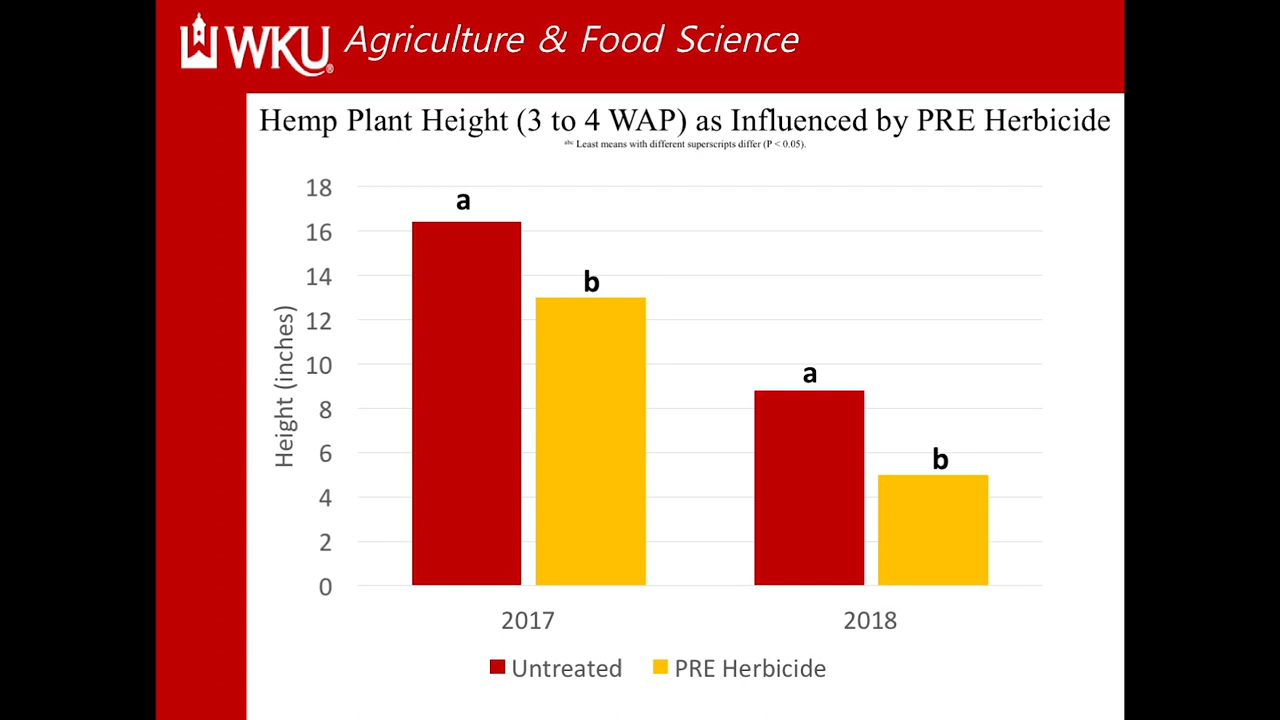 WKU® Agriculture & Food Science
Hemp Plant Height (3 to 4 WAP) as Influenced by PRE Herbicide
abc Least means with different superscripts differ (P < 0.05).
18
16
14
12
10
8
6
4
2
0
Height (inches)
a
b
a
b
2017 2018
Untreated PRE Herbicide